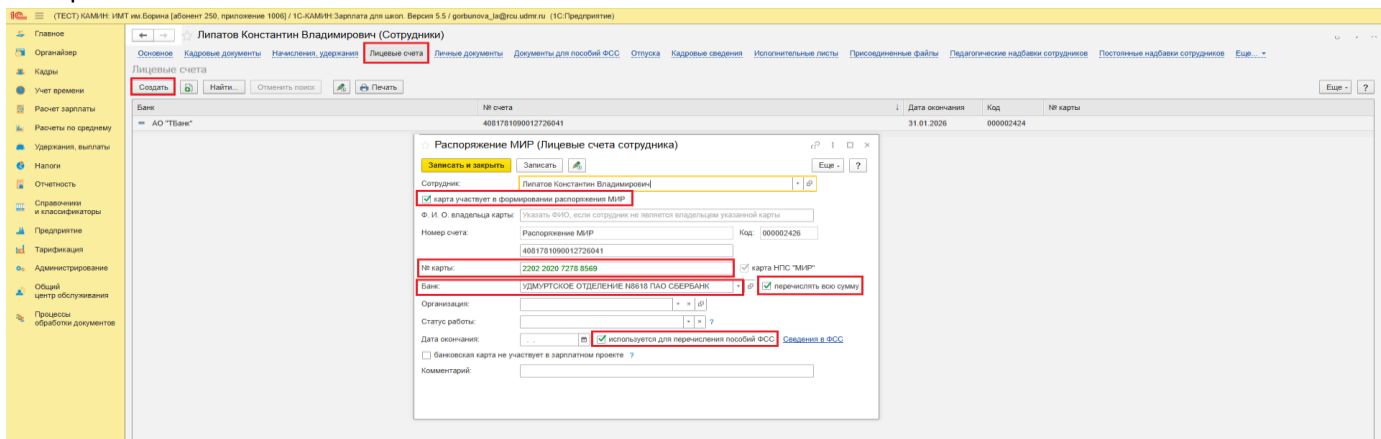 (ТЕСТ) КАМИН: ИМТ им.Борина [абонент 250, приложение 1006] / 1С-КАМИН:Зарплата для школ. Версия 5.5 / gorbunova_la@rcu.udmr.ru (1С:Предприятие)
Главное
Органайзер
Кадры
Учет времени
Расчет зарплаты
Расчеты по среднему
Удержания, выплаты
Налоги
Отчетность
Справочники
и классификаторы
Предприятие
Тарификация
Администрирование
Общий
центр обслуживания
Процессы
обработки документов
Липатов Константин Владимирович (Сотрудники)
Основное Кадровые документы Начисления, удержания Лицевые счета Личные документы Документы для пособий ФСС Отпуска Кадровые сведения Исполнительные листы Присоединенные файлы Педагогические надбавки сотрудников Постоянные надбавки сотрудников Еще...
Лицевые счета
Создать Найти... Отменить поиск Печать Еще ?
Банк № счета ↓ Дата окончания Код № карты
АО "ТБанк" 4081781090012726041 31.01.2026 000002424
Распоряжение МИР (Лицевые счета сотрудника)
Записать и закрыть Записать Еще ?
Сотрудник: Липатов Константин Владимирович
карта участвует в формировании распоряжения МИР
Ф. И. О. владельца карты: Указать ФИО, если сотрудник не является владельцем указанной карты
Номер счета: Распоряжение МИР Код: 000002426
4081781090012726041
№ карты: 2202 2020 7278 8569 карта НПС "МИР"
Банк: УДМУРТСКОЕ ОТДЕЛЕНИЕ N8618 ПАО СБЕРБАНК перечислять всю сумму
Организация:
Статус работы: ?
Дата окончания: . . используется для перечисления пособий ФСС Сведения в ФСС
банковская карта не участвует в зарплатном проекте ?
Комментарий: